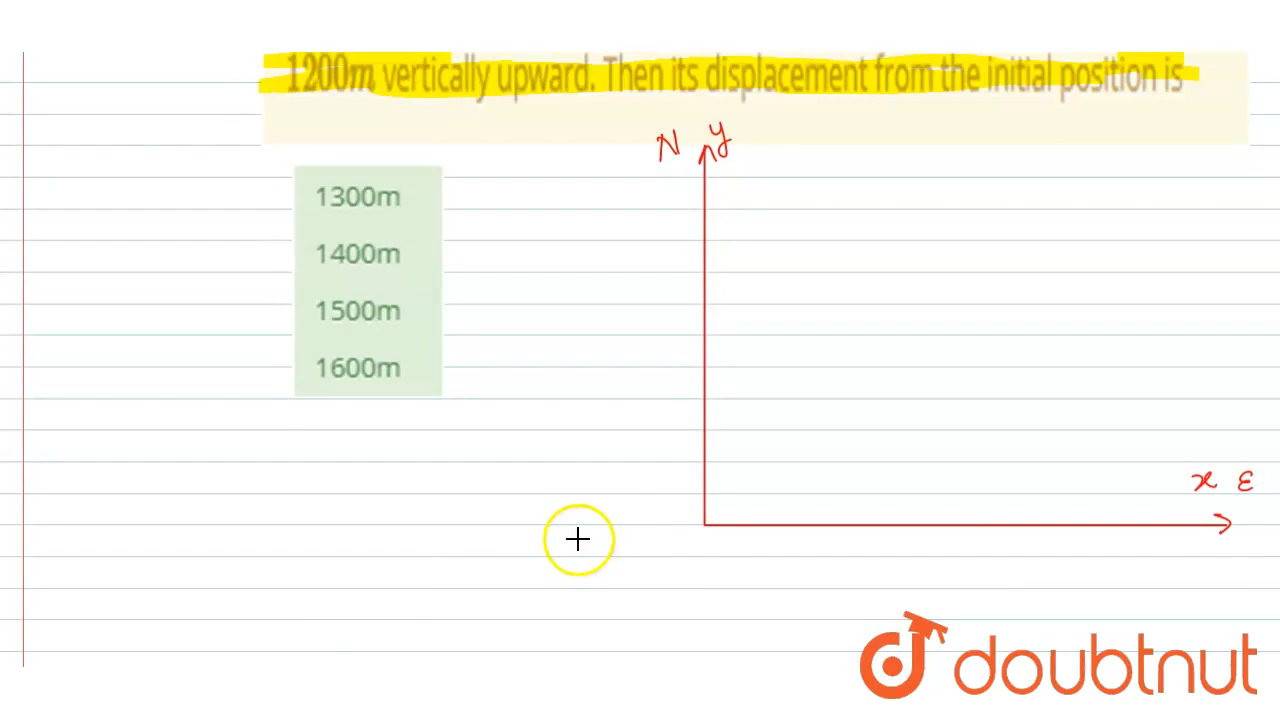 1200m vertically upward. Then its displacement from the initial position is
N y
1300m
1400m
1500m
1600m
x E
doubtnut